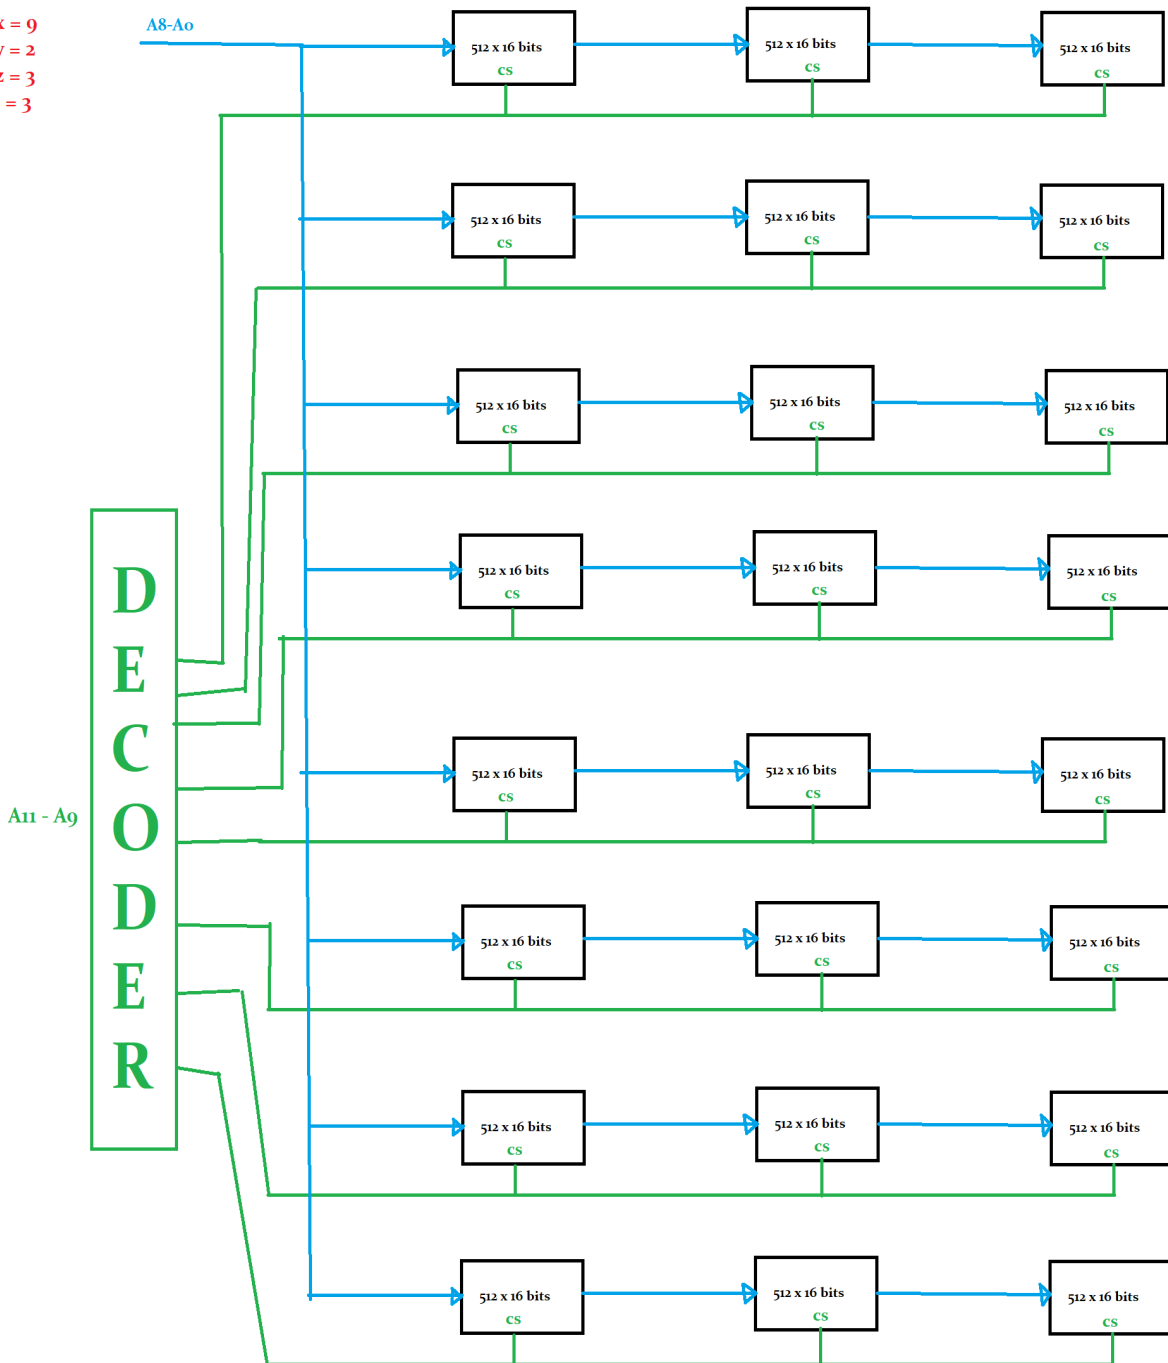 x = 9
y = 2
z = 3
= 3
A8-A0
512 x 16 bits
cs
512 x 16 bits
cs
512 x 16 bits
cs
512 x 16 bits
cs
512 x 16 bits
cs
512 x 16 bits
cs
512 x 16 bits
cs
512 x 16 bits
cs
512 x 16 bits
cs
512 x 16 bits
cs
512 x 16 bits
cs
512 x 16 bits
cs
DECODER
A11 - A9
512 x 16 bits
cs
512 x 16 bits
cs
512 x 16 bits
cs
512 x 16 bits
cs
512 x 16 bits
cs
512 x 16 bits
cs
512 x 16 bits
cs
512 x 16 bits
cs
512 x 16 bits
cs
512 x 16 bits
cs
512 x 16 bits
cs
512 x 16 bits
cs